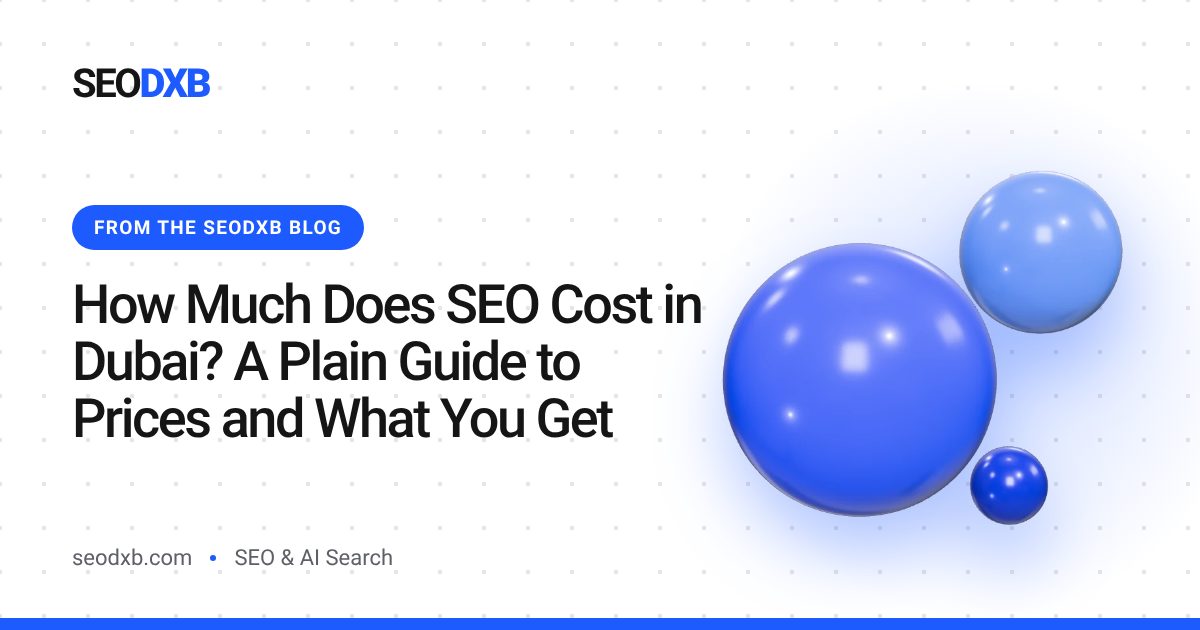 SEODXB
FROM THE SEODXB BLOG
How Much Does SEO Cost in
Dubai? A Plain Guide to
Prices and What You Get
seodxb.com • SEO & AI Search